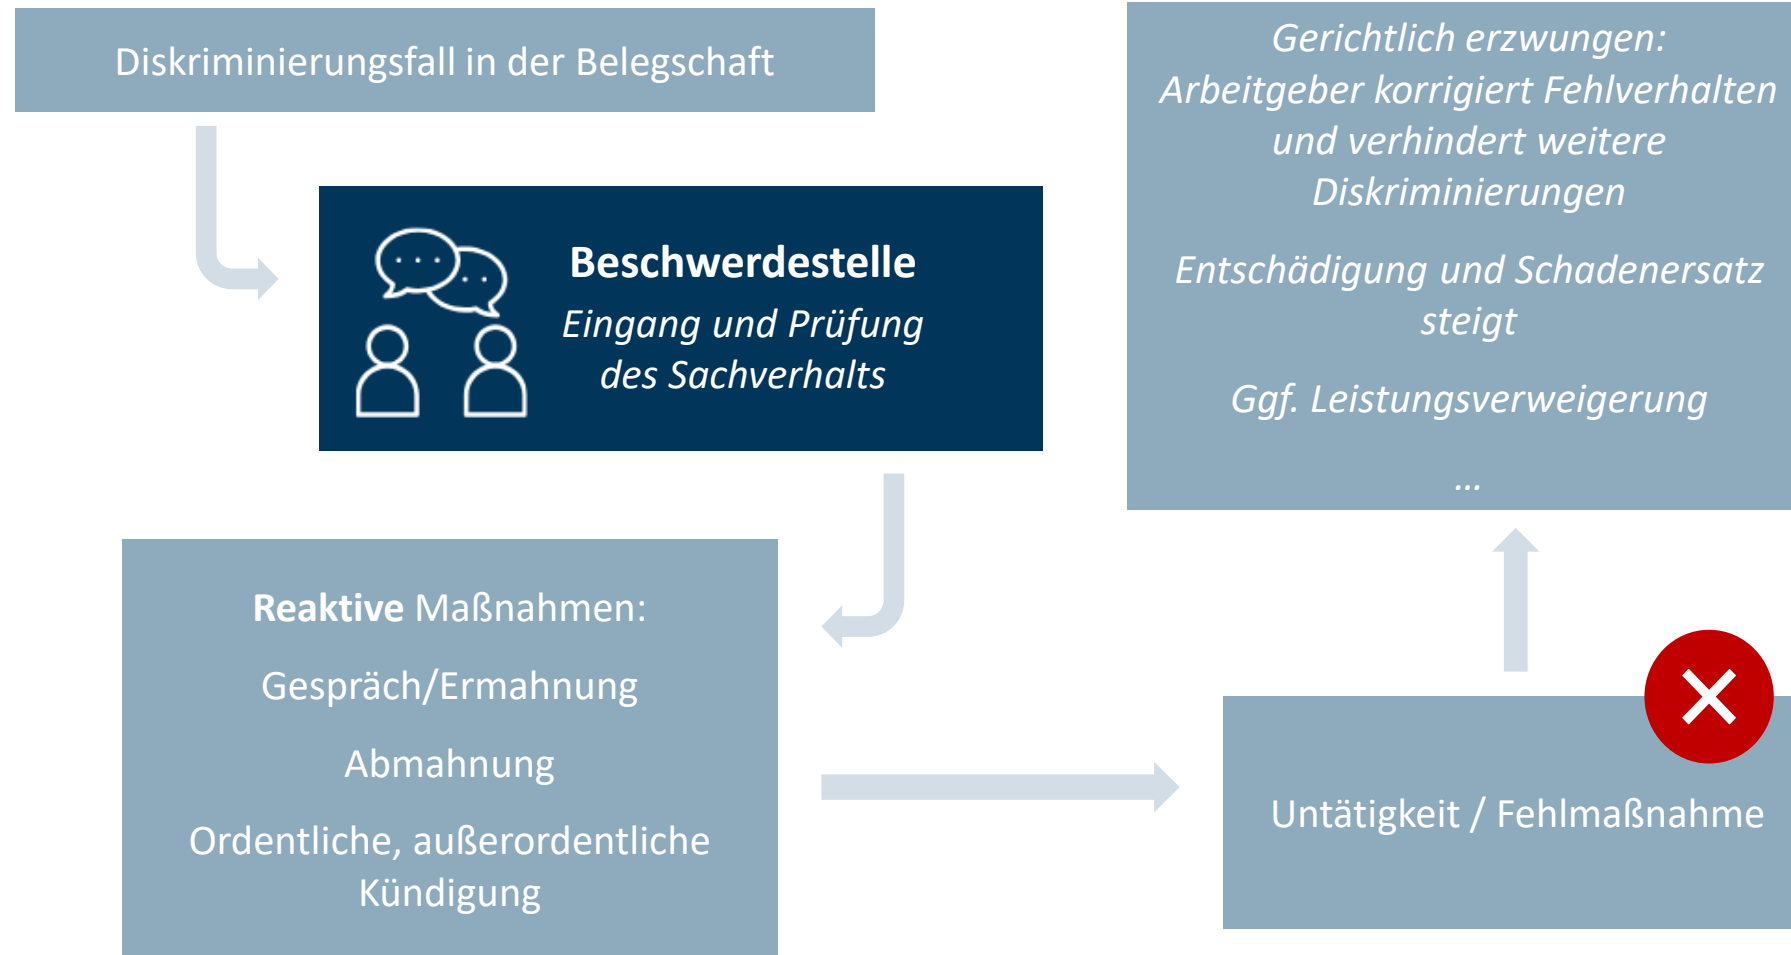 Diskriminierungsfall in der Belegschaft
Beschwerdestelle
Eingang und Prüfung
des Sachverhalts
Reaktive Maßnahmen:
Gespräch/Ermahnung
Abmahnung
Ordentliche, außerordentliche
Kündigung
Untätigkeit / Fehlmaßnahme
Gerichtlich erzwungen:
Arbeitgeber korrigiert Fehlverhalten
und verhindert weitere
Diskriminierungen
Entschädigung und Schadenersatz
steigt
Ggf. Leistungsverweigerung
...